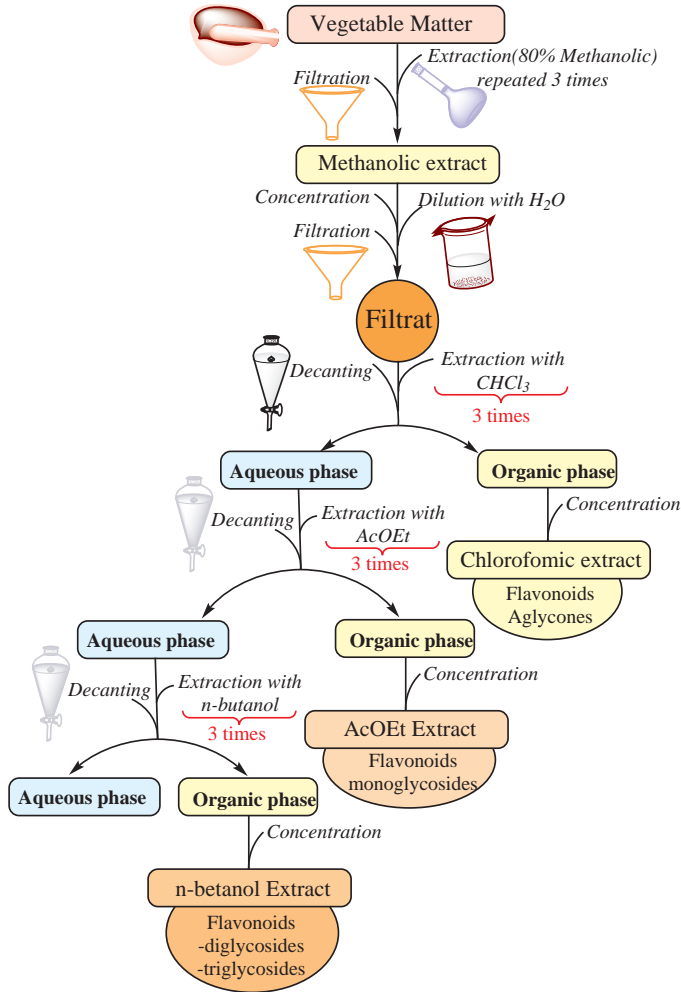 Vegetable Matter
Extraction(80% Methanolic)
repeated 3 times
Filtration
Methanolic extract
Concentration
Dilution with H₂O
Filtration
Filtrat
Decanting
Extraction with
CHCl₃
3 times
Aqueous phase
Organic phase
Concentration
Decanting
Extraction with
AcOEt
3 times
Chlorofomic extract
Flavonoids
Aglycones
Aqueous phase
Organic phase
Concentration
Decanting
Extraction with
n-butanol
3 times
AcOEt Extract
Flavonoids
monoglycosides
Aqueous phase
Organic phase
Concentration
n-betanol Extract
Flavonoids
-diglycosides
-triglycosides